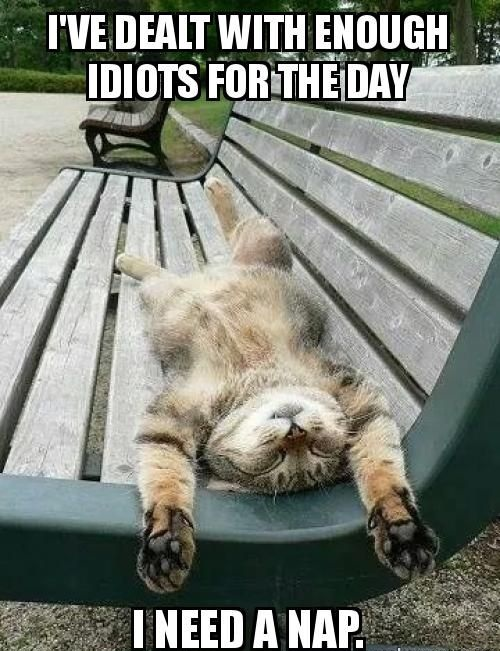 I'VE DEALT WITH ENOUGH
IDIOTS FOR THE DAY
I NEED A NAP.